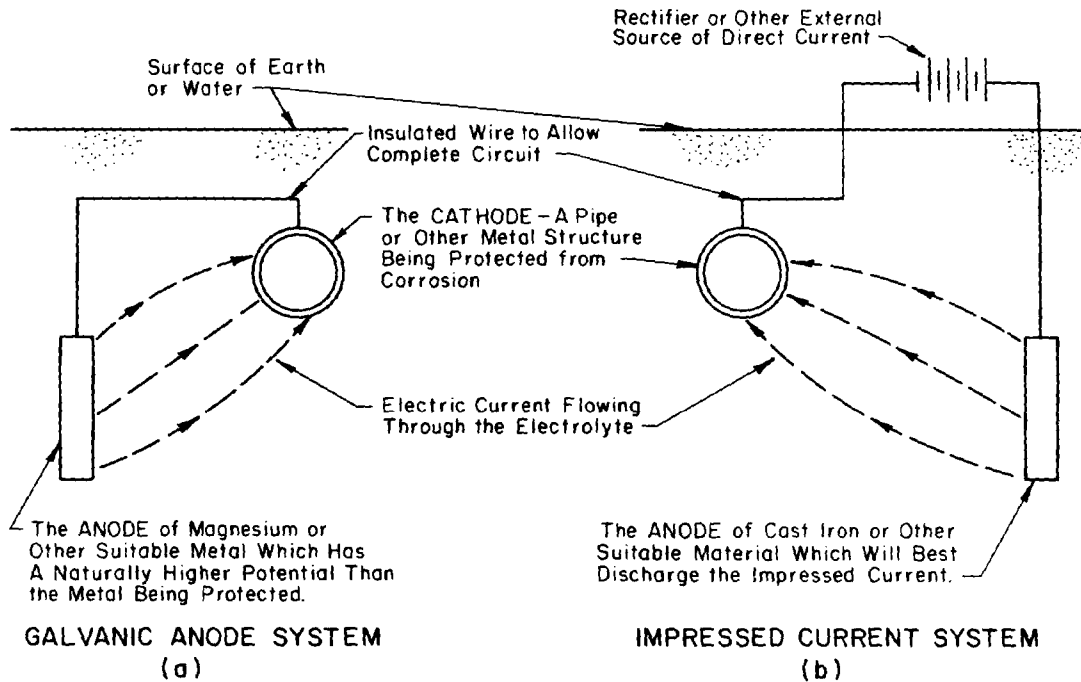 Rectifier or Other External
Source of Direct Current
Surface of Earth
or Water
Insulated Wire to Allow
Complete Circuit
The CATHODE - A Pipe
or Other Metal Structure
Being Protected from
Corrosion
Electric Current Flowing
Through the Electrolyte
The ANODE of Magnesium or
Other Suitable Metal Which Has
A Naturally Higher Potential Than
the Metal Being Protected.
The ANODE of Cast Iron or Other
Suitable Material Which Will Best
Discharge the Impressed Current.
GALVANIC ANODE SYSTEM
(a)
IMPRESSED CURRENT SYSTEM
(b)